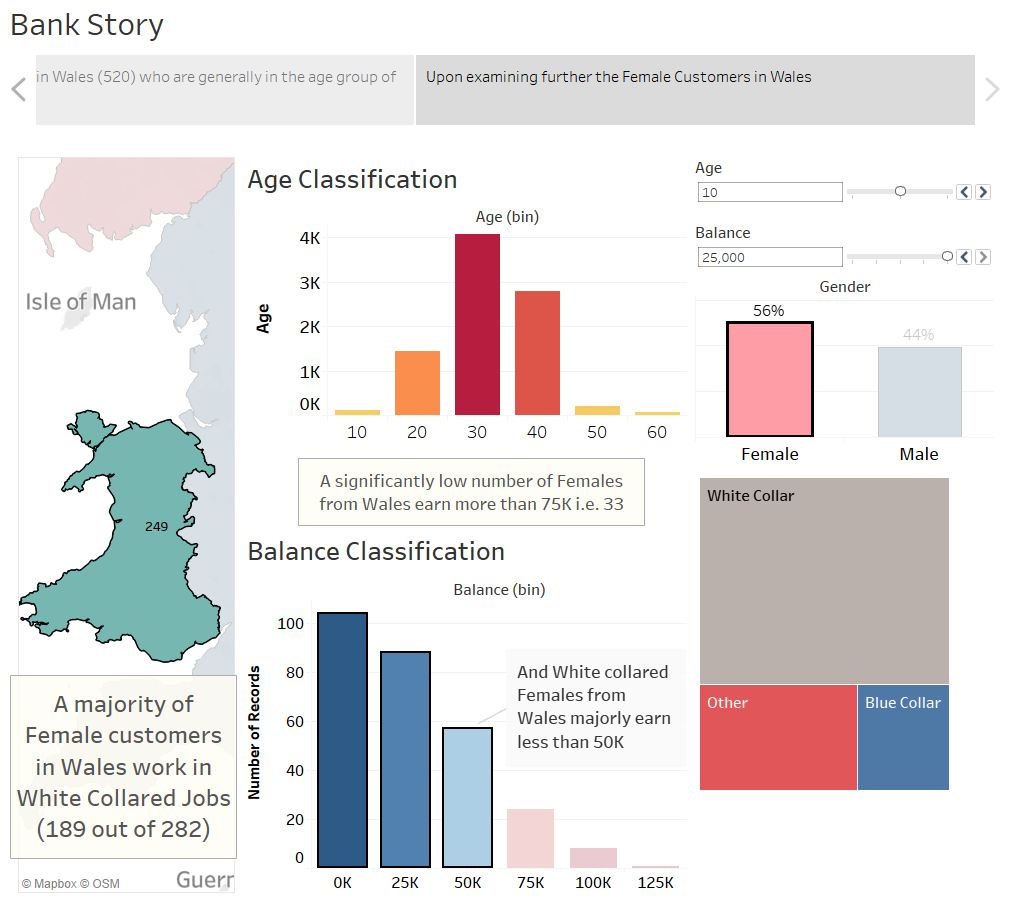 Bank Story
in Wales (520) who are generally in the age group of
Upon examining further the Female Customers in Wales
Isle of Man
249
A majority of
Female customers
in Wales work in
White Collared Jobs
(189 out of 282)
© Mapbox © OSM
Guerr
Age Classification
Age (bin)
4K
3K
2K
1K
0K
Age
10
20
30
40
50
60
A significantly low number of Females
from Wales earn more than 75K i.e. 33
Balance Classification
Balance (bin)
100
80
60
40
20
0
Number of Records
And White collared
Females from
Wales majorly earn
less than 50K
0K
25K
50K
75K
100K
125K
Age
10
Balance
25,000
Gender
56%
44%
Female
Male
White Collar
Other
Blue Collar